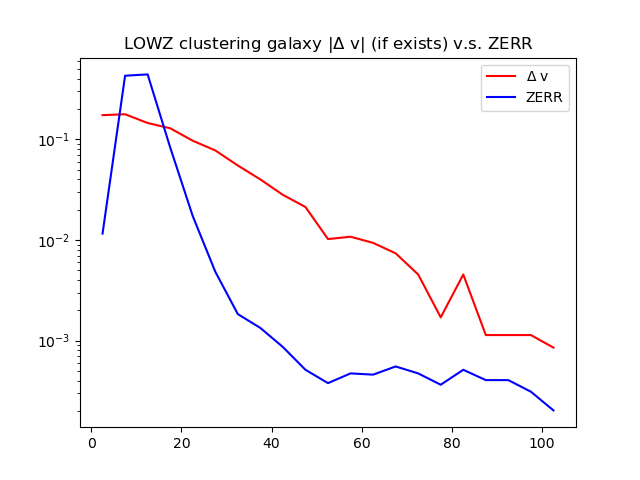 LOWZ clustering galaxy |Δ v| (if exists) v.s. ZERR
Δ v
ZERR
10⁻¹
10⁻²
10⁻³
0 20 40 60 80 100